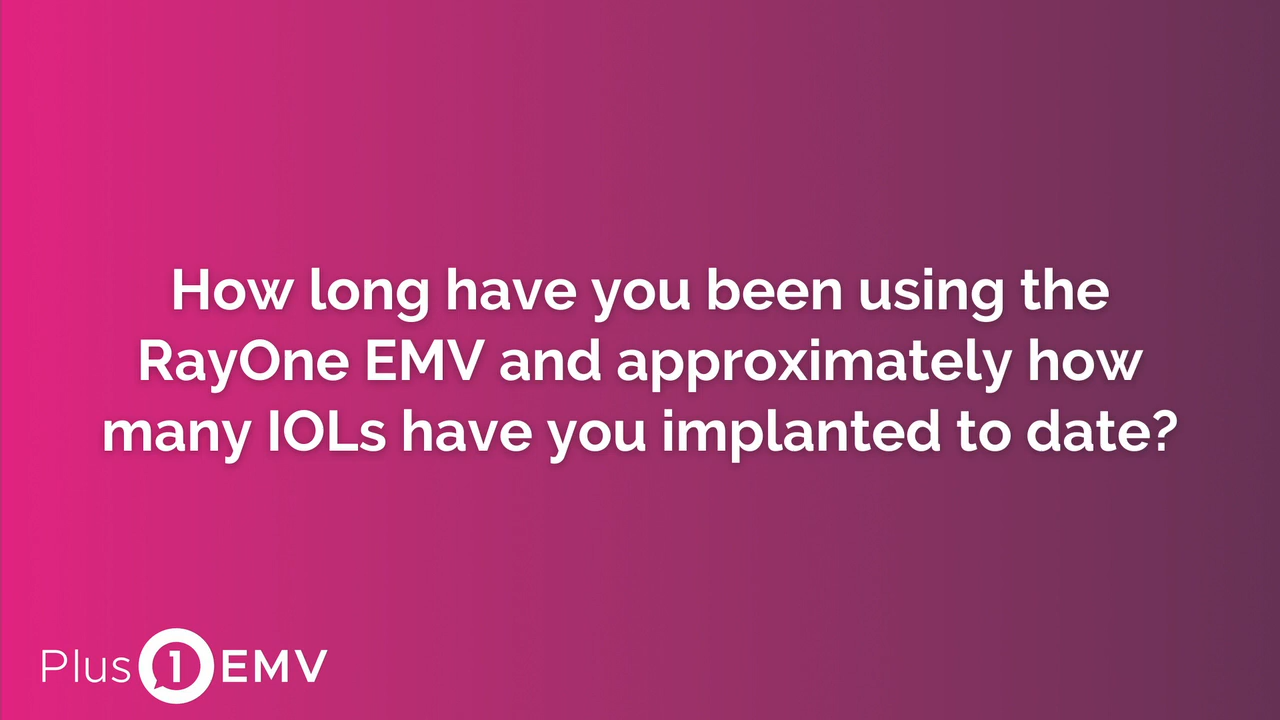 How long have you been using the
RayOne EMV and approximately how
many IOLs have you implanted to date?
Plus 1 EMV